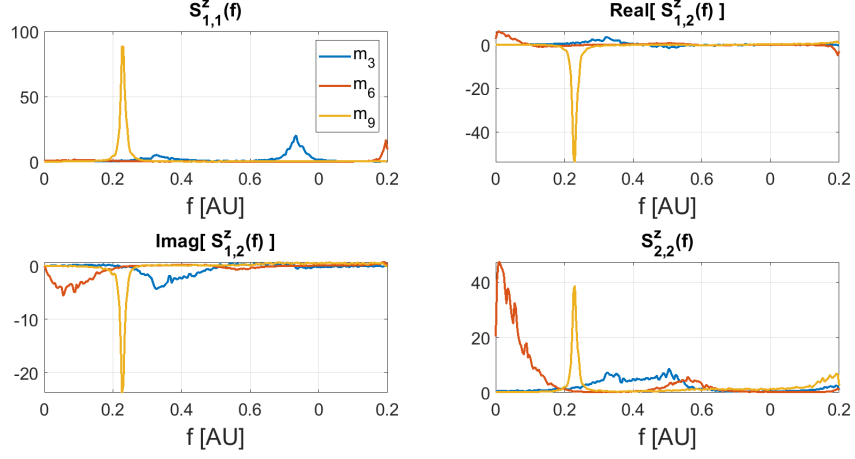 S^z_{1,1}(f)
100
50
0
0 0.2 0.4 0.6 0 0.2
f [AU]
m_3
m_6
m_9
Real[ S^z_{1,2}(f) ]
0
-20
-40
0 0.2 0.4 0.6 0 0.2
f [AU]
Imag[ S^z_{1,2}(f) ]
0
-10
-20
0 0.2 0.4 0.6 0 0.2
f [AU]
S^z_{2,2}(f)
40
20
0
0 0.2 0.4 0.6 0 0.2
f [AU]